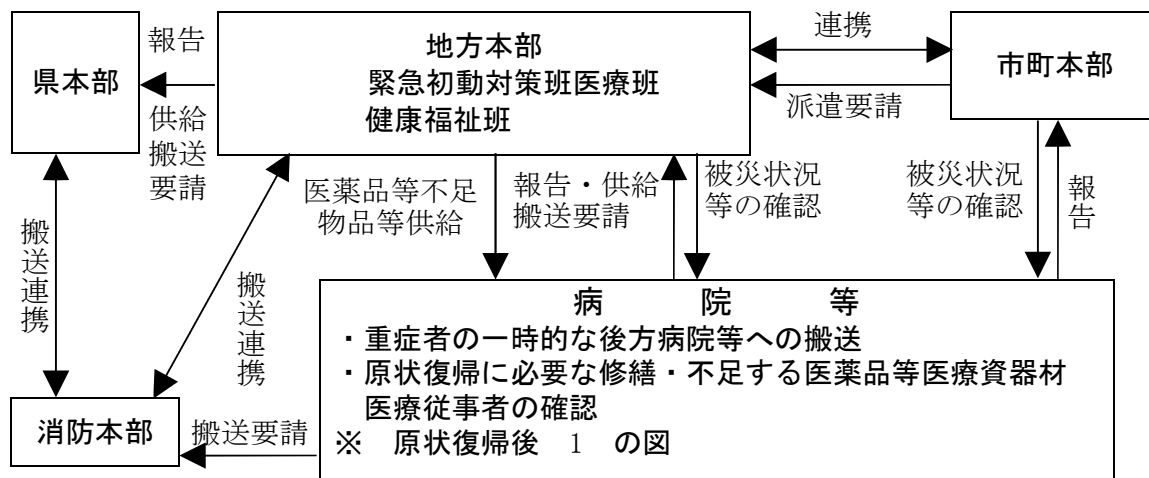 報告
地方本部
緊急初動対策班医療班
健康福祉班
連携
県本部
市町本部
供給
搬送
要請
派遣要請
医薬品等不足
物品等供給
報告・供給
搬送要請
被災状況
等の確認
被災状況
等の確認
報告
搬送連携
搬送連携
病 院 等
・重症者の一時的な後方病院等への搬送
・原状復帰に必要な修繕・不足する医薬品等医療資器材
医療従事者の確認
※ 原状復帰後 1 の図
消防本部
搬送要請